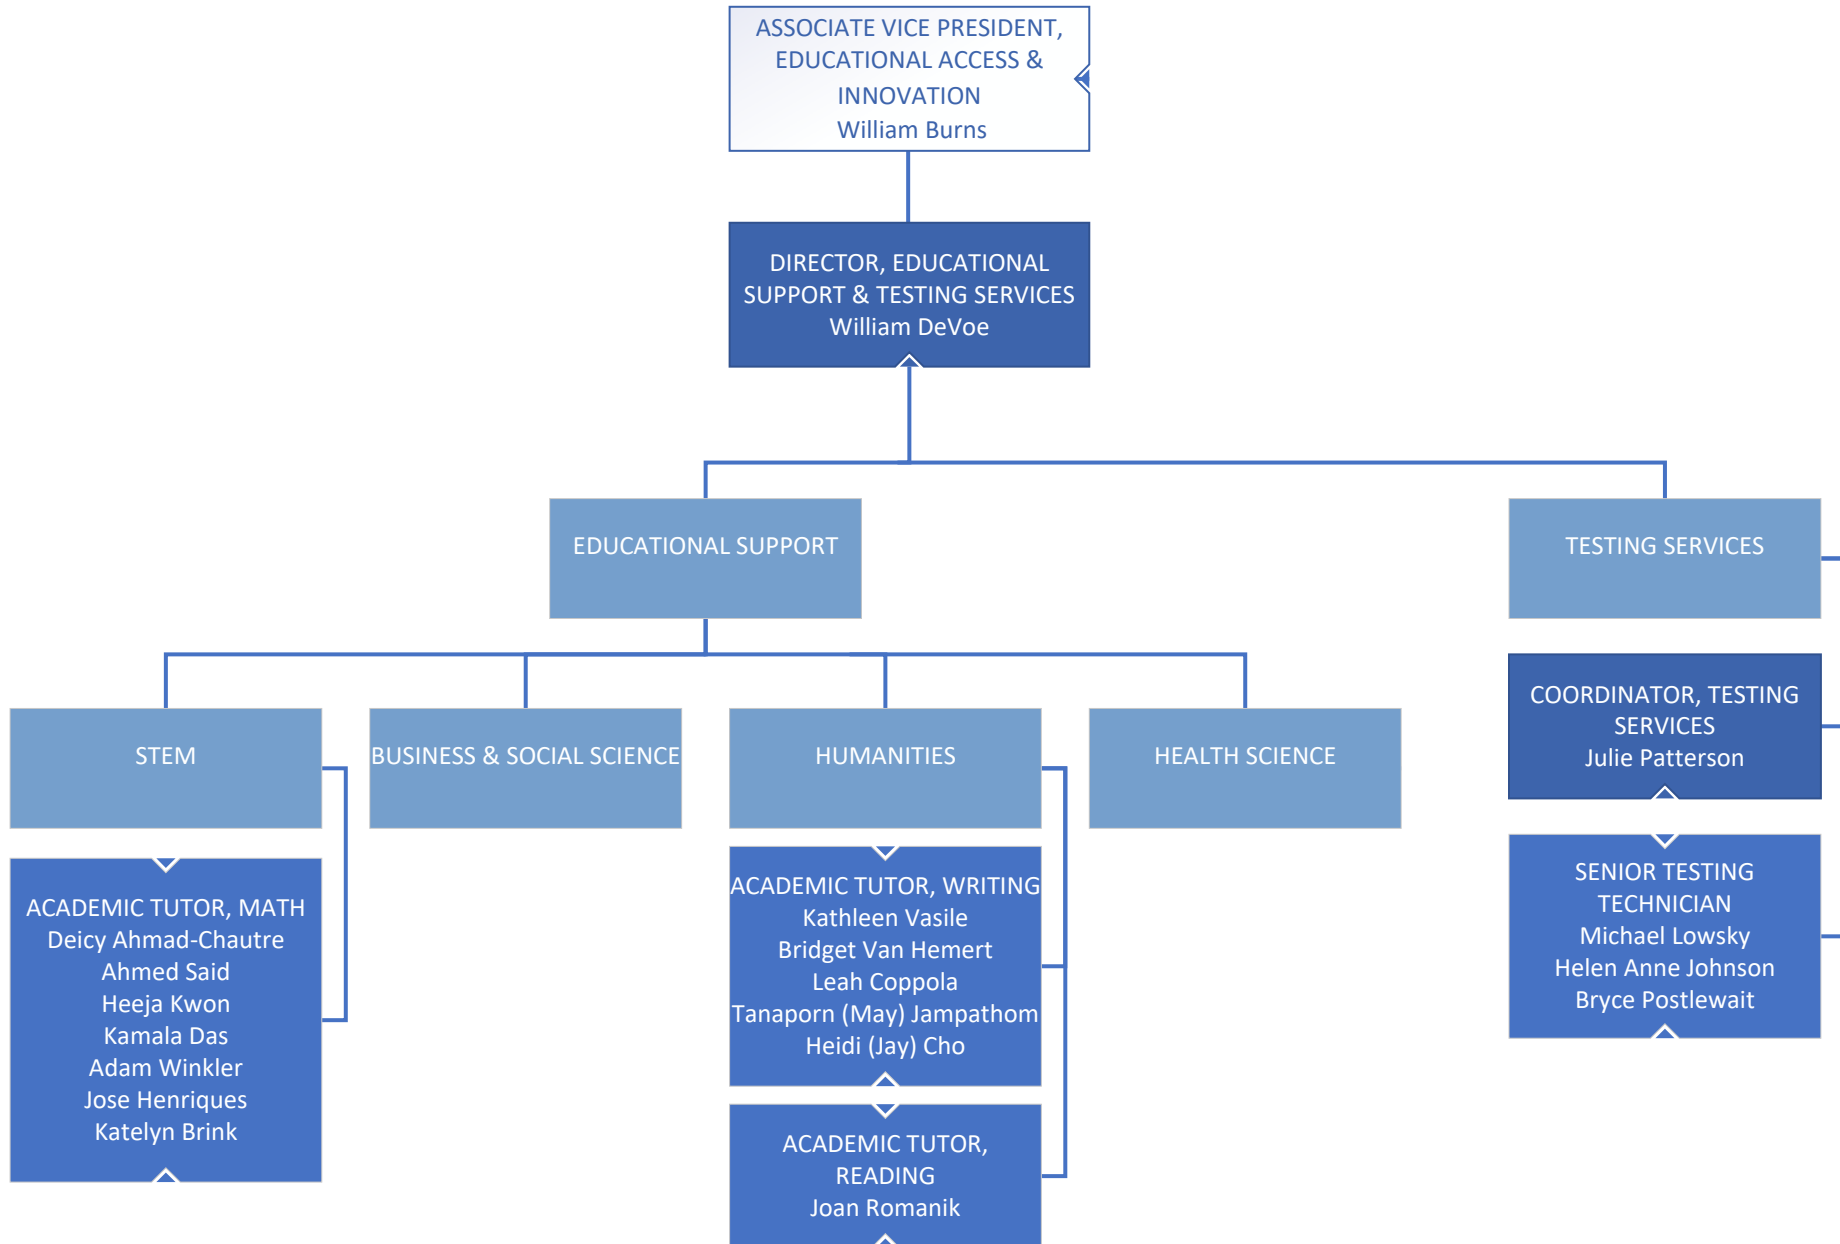 ASSOCIATE VICE PRESIDENT,
EDUCATIONAL ACCESS &
INNOVATION
William Burns
DIRECTOR, EDUCATIONAL
SUPPORT & TESTING SERVICES
William DeVoe
EDUCATIONAL SUPPORT
TESTING SERVICES
STEM
BUSINESS & SOCIAL SCIENCE
HUMANITIES
HEALTH SCIENCE
ACADEMIC TUTOR, MATH
Deicy Ahmad-Chautre
Ahmed Said
Heeja Kwon
Kamala Das
Adam Winkler
Jose Henriques
Katelyn Brink
ACADEMIC TUTOR, WRITING
Kathleen Vasile
Bridget Van Hemert
Leah Coppola
Tanaporn (May) Jampathom
Heidi (Jay) Cho
ACADEMIC TUTOR,
READING
Joan Romanik
COORDINATOR, TESTING
SERVICES
Julie Patterson
SENIOR TESTING
TECHNICIAN
Michael Lowsky
Helen Anne Johnson
Bryce Postlewait